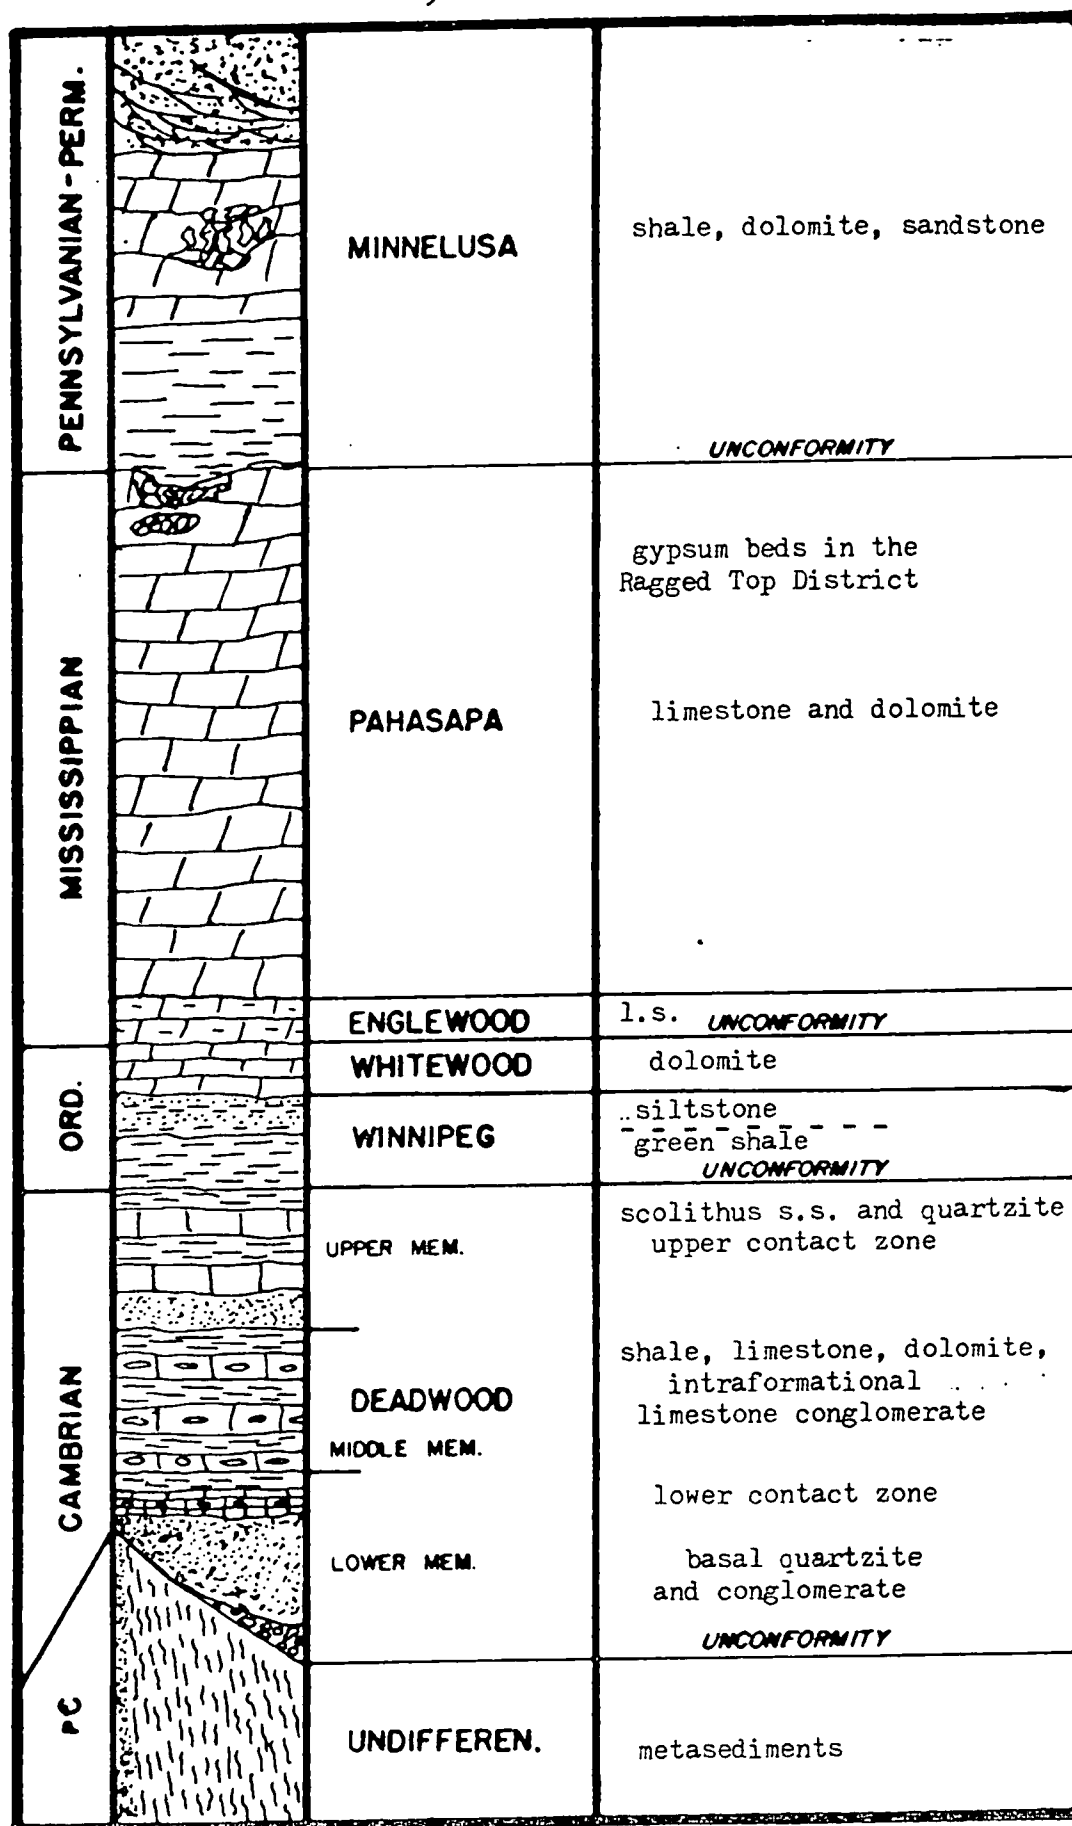 PENNSYLVANIAN-PERM.
MINNELUSA
shale, dolomite, sandstone
UNCONFORMITY
MISSISSIPPIAN
PAHASAPA
gypsum beds in the
Ragged Top District
limestone and dolomite
ENGLEWOOD
l.s. UNCONFORMITY
ORD.
WHITEWOOD
dolomite
WINNIPEG
siltstone
green shale
UNCONFORMITY
CAMBRIAN
UPPER MEM.
scolithus s.s. and quartzite
upper contact zone
DEADWOOD
shale, limestone, dolomite,
intraformational
limestone conglomerate
MIDDLE MEM.
lower contact zone
LOWER MEM.
basal quartzite
and conglomerate
UNCONFORMITY
PC
UNDIFFEREN.
metasediments